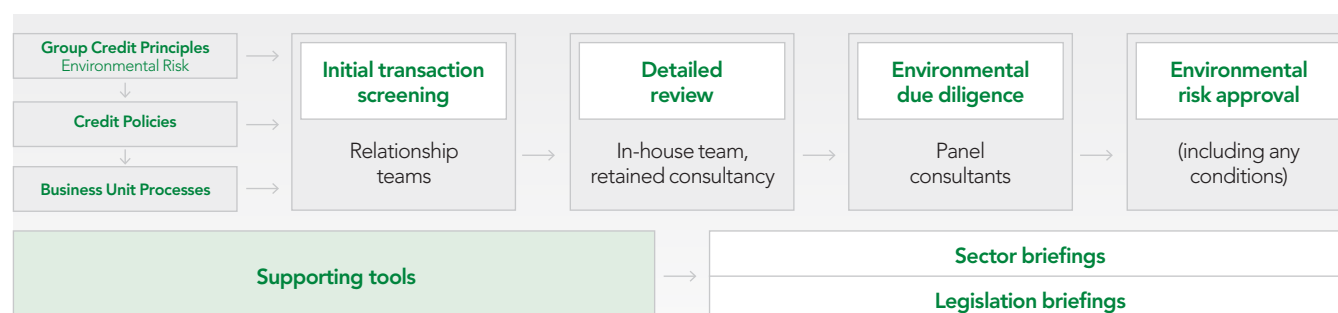 Group Credit Principles
Environmental Risk
Credit Policies
Business Unit Processes
Initial transaction
screening
Relationship
teams
Detailed
review
In-house team,
retained consultancy
Environmental
due diligence
Panel
consultants
Environmental
risk approval
(including any
conditions)
Supporting tools
Sector briefings
Legislation briefings